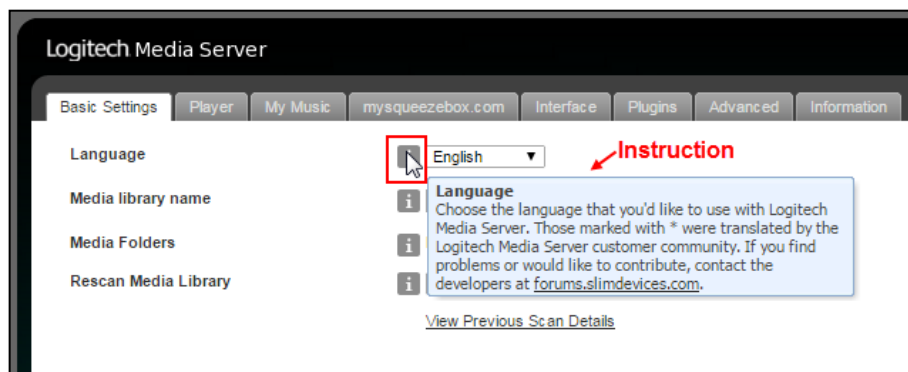 Logitech Media Server
Basic Settings Player My Music mysqueezebox.com Interface Plugins Advanced Information
Language English Instruction
Language
Choose the language that you'd like to use with Logitech
Media Server. Those marked with * were translated by the
Logitech Media Server customer community. If you find
problems or would like to contribute, contact the
developers at forums.slimdevices.com.
Media library name i
Media Folders i
Rescan Media Library i
View Previous Scan Details